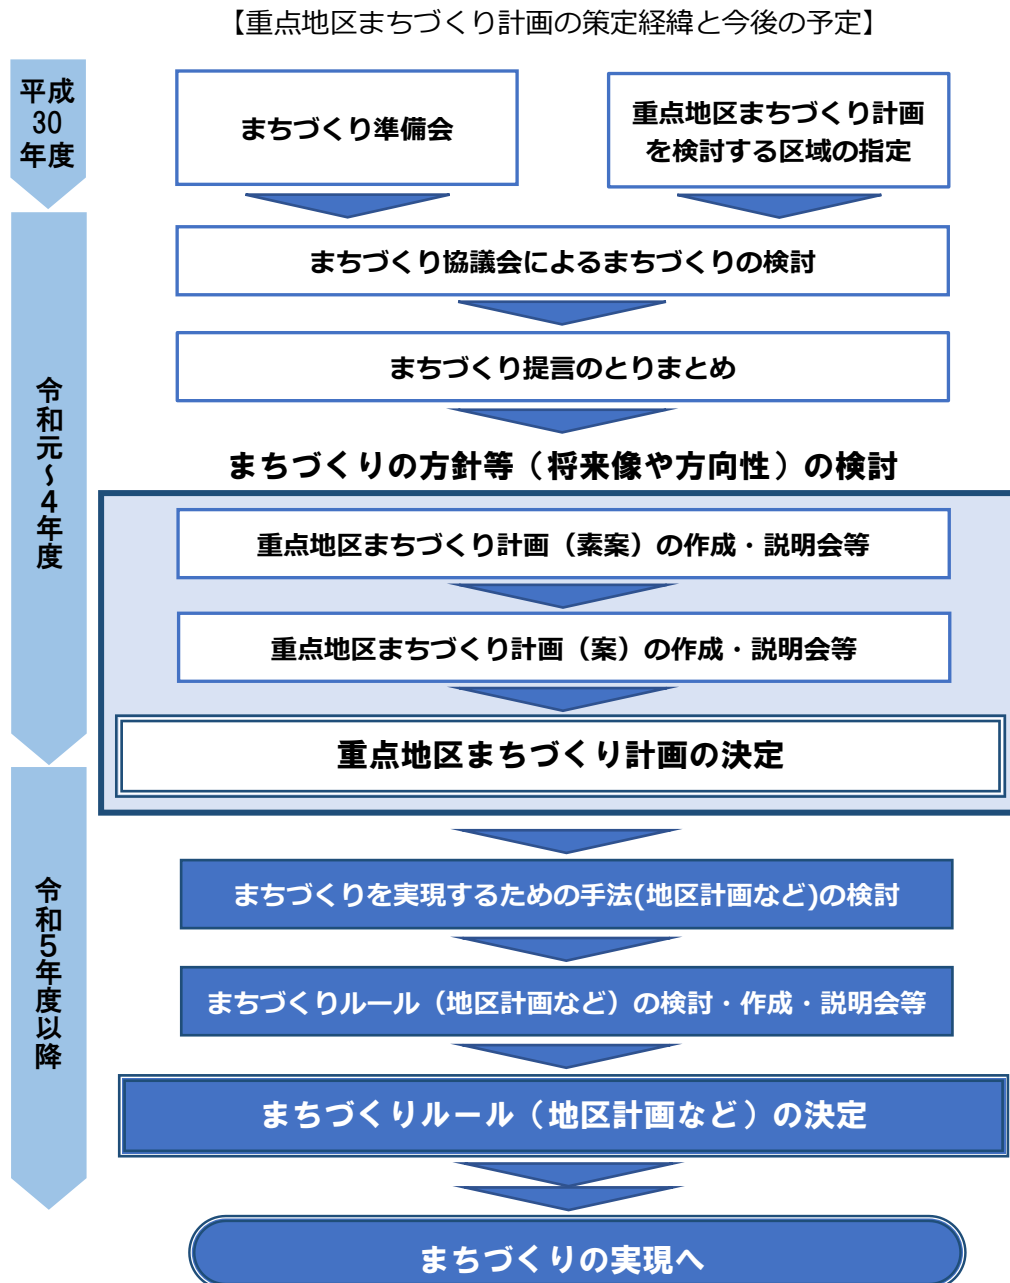 【重点地区まちづくり計画の策定経緯と今後の予定】
平成
30
年度
まちづくり準備会
重点地区まちづくり計画
を検討する区域の指定
令和元～4年度
まちづくり協議会によるまちづくりの検討
まちづくり提言のとりまとめ
まちづくりの方針等（将来像や方向性）の検討
重点地区まちづくり計画（素案）の作成・説明会等
重点地区まちづくり計画（案）の作成・説明会等
重点地区まちづくり計画の決定
令和5年度以降
まちづくりを実現するための手法(地区計画など)の検討
まちづくりルール（地区計画など）の検討・作成・説明会等
まちづくりルール（地区計画など）の決定
まちづくりの実現へ